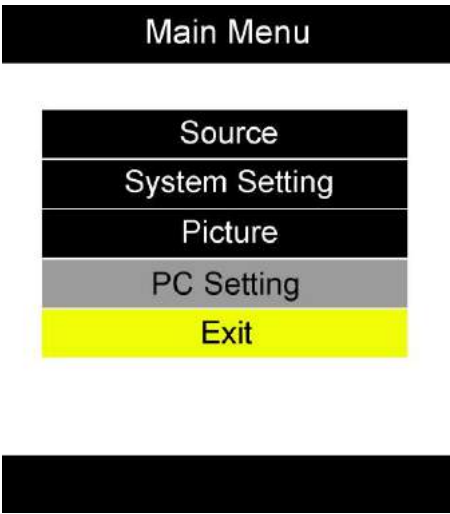 Main Menu
Source
System Setting
Picture
PC Setting
Exit